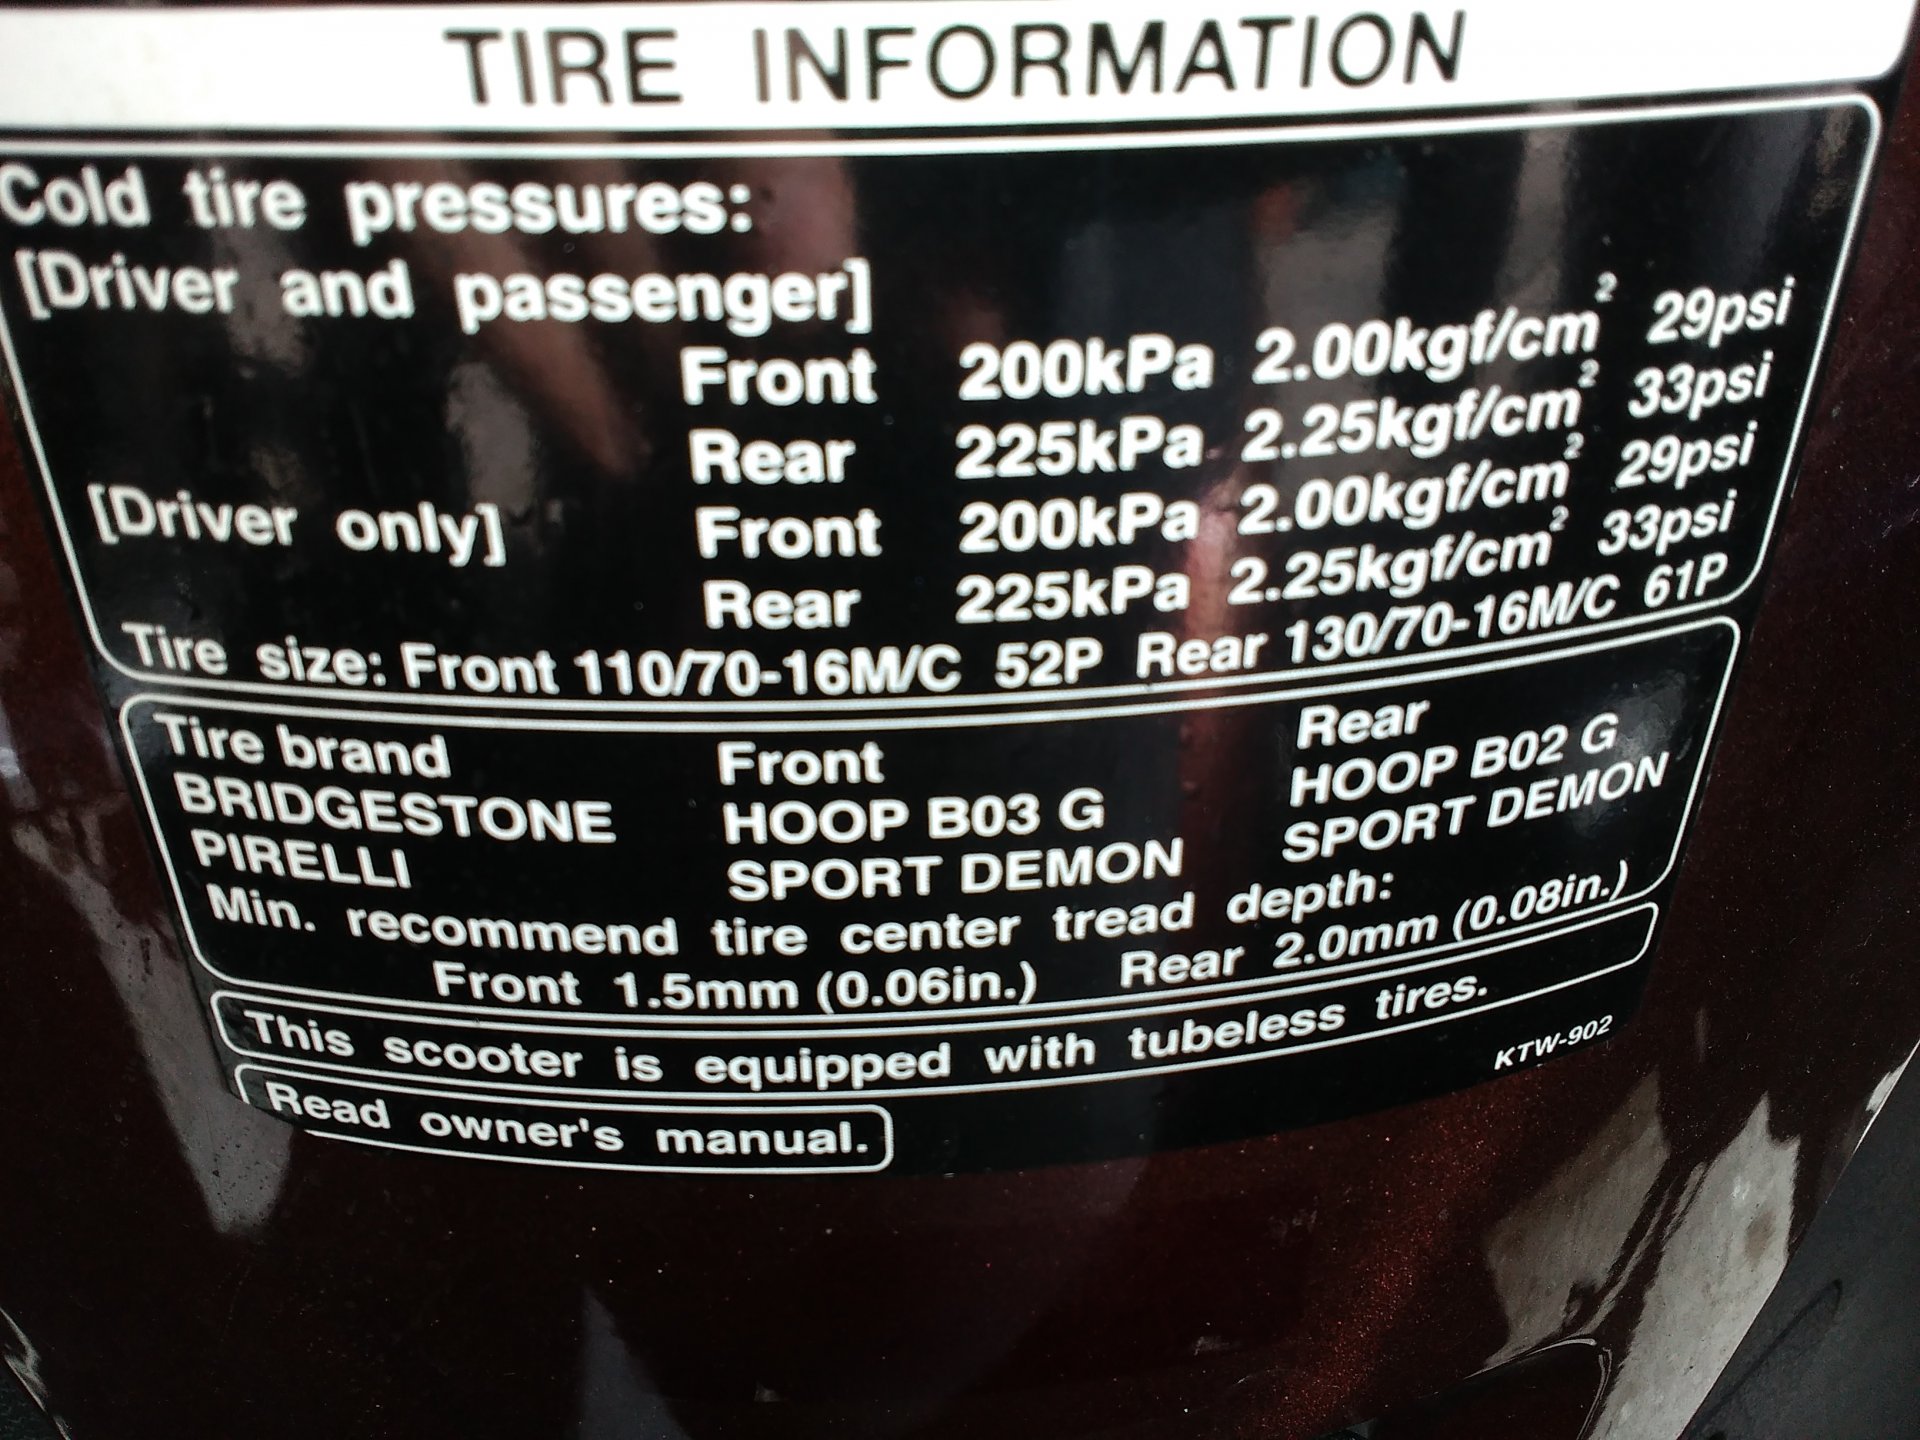 TIRE INFORMATION
Cold tire pressures:
[Driver and passenger]
Front 200kPa 2.00kgf/cm² 29psi
Rear 225kPa 2.25kgf/cm² 33psi
[Driver only] Front 200kPa 2.00kgf/cm² 29psi
Rear 225kPa 2.25kgf/cm² 33psi
Tire size: Front 110/70-16M/C 52P Rear 130/70-16M/C 61P
Tire brand Front Rear
BRIDGESTONE HOOP B03 G HOOP B02 G
PIRELLI SPORT DEMON SPORT DEMON
Min. recommend tire center tread depth:
Front 1.5mm (0.06in.) Rear 2.0mm (0.08in.)
This scooter is equipped with tubeless tires.
KTW-902
Read owner's manual.